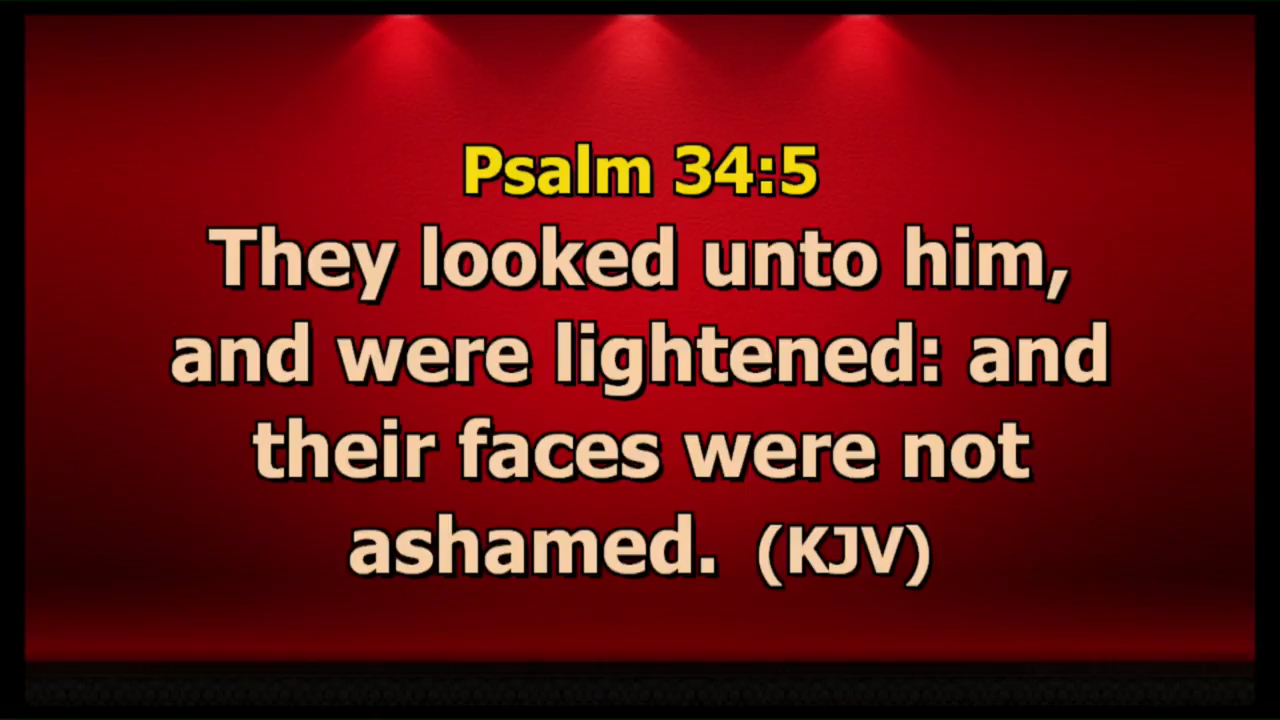 Psalm 34:5
They looked unto him,
and were lightened: and
their faces were not
ashamed. (KJV)